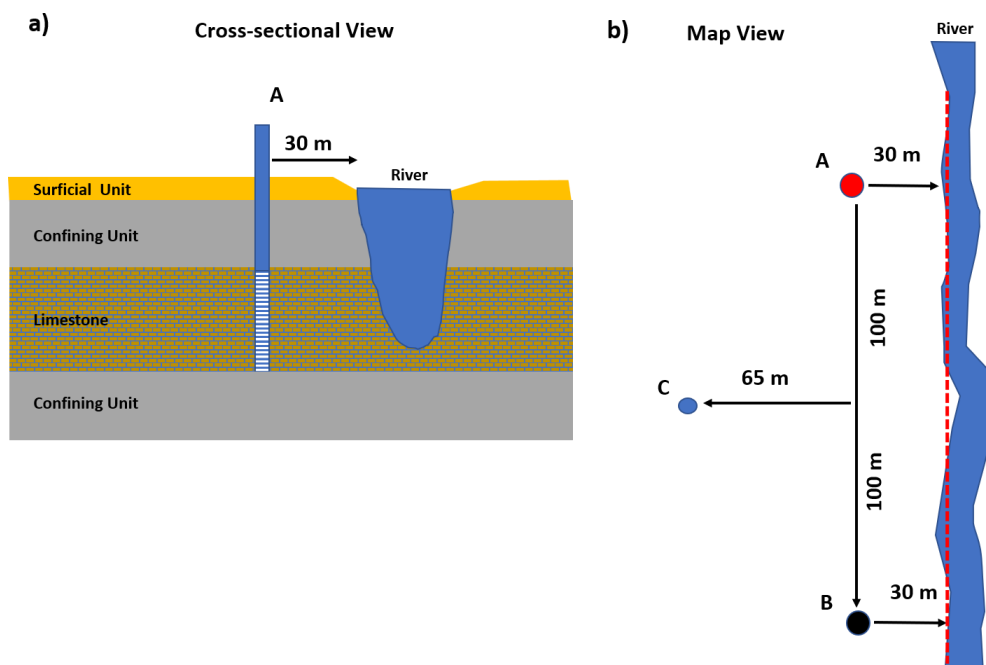 a)
Cross-sectional View
A
30 m
River
Surficial Unit
Confining Unit
Limestone
Confining Unit
b)
Map View
River
A
30 m
100 m
C
65 m
100 m
B
30 m